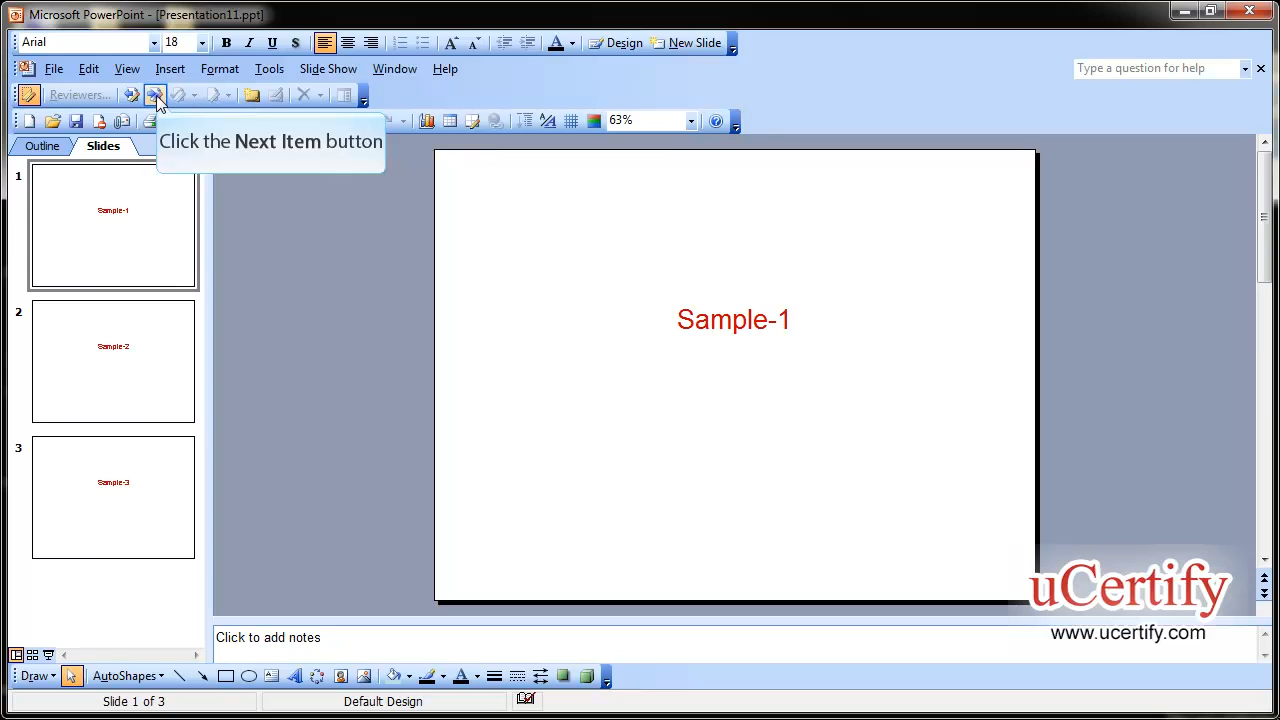 Microsoft PowerPoint - [Presentation11.ppt]
Arial 18 B I U S A Design New Slide
File Edit View Insert Format Tools Slide Show Window Help Type a question for help
Reviewers...
63%
Click the Next Item button
Outline Slides
1
Sample-1
2
Sample-2
3
Sample-3
Sample-1
uCertify
www.ucertify.com
Click to add notes
Draw AutoShapes A
Slide 1 of 3 Default Design